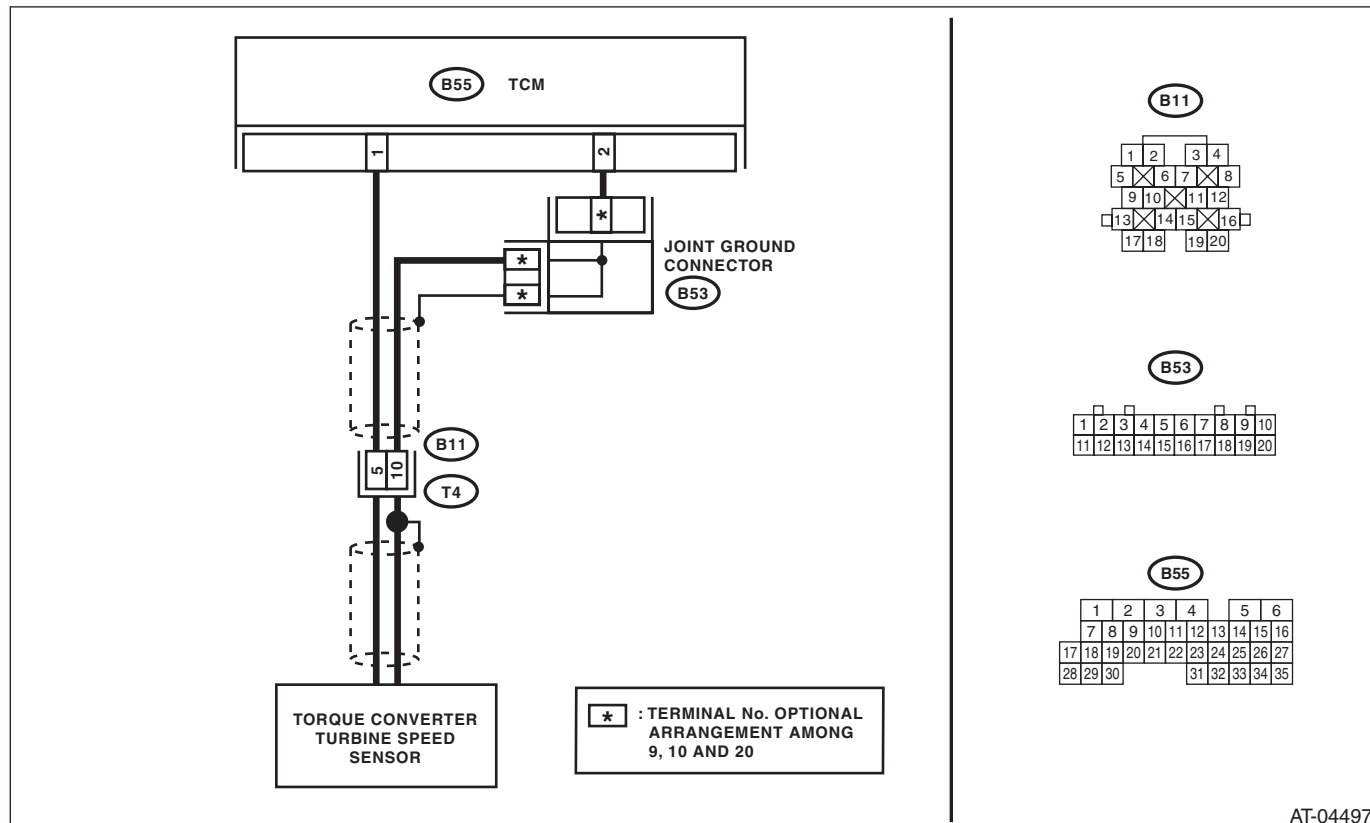 B55 TCM
1 2
*
JOINT GROUND
CONNECTOR
*
*
B53
B11
5 10
T4
TORQUE CONVERTER
TURBINE SPEED
SENSOR
* : TERMINAL No. OPTIONAL
ARRANGEMENT AMONG
9, 10 AND 20
B11
1 2 3 4
5 6 7 8
9 10 11 12
13 14 15 16
17 18 19 20
B53
1 2 3 4 5 6 7 8 9 10
11 12 13 14 15 16 17 18 19 20
B55
1 2 3 4 5 6
7 8 9 10 11 12 13 14 15 16
17 18 19 20 21 22 23 24 25 26 27
28 29 30 31 32 33 34 35
AT-04497